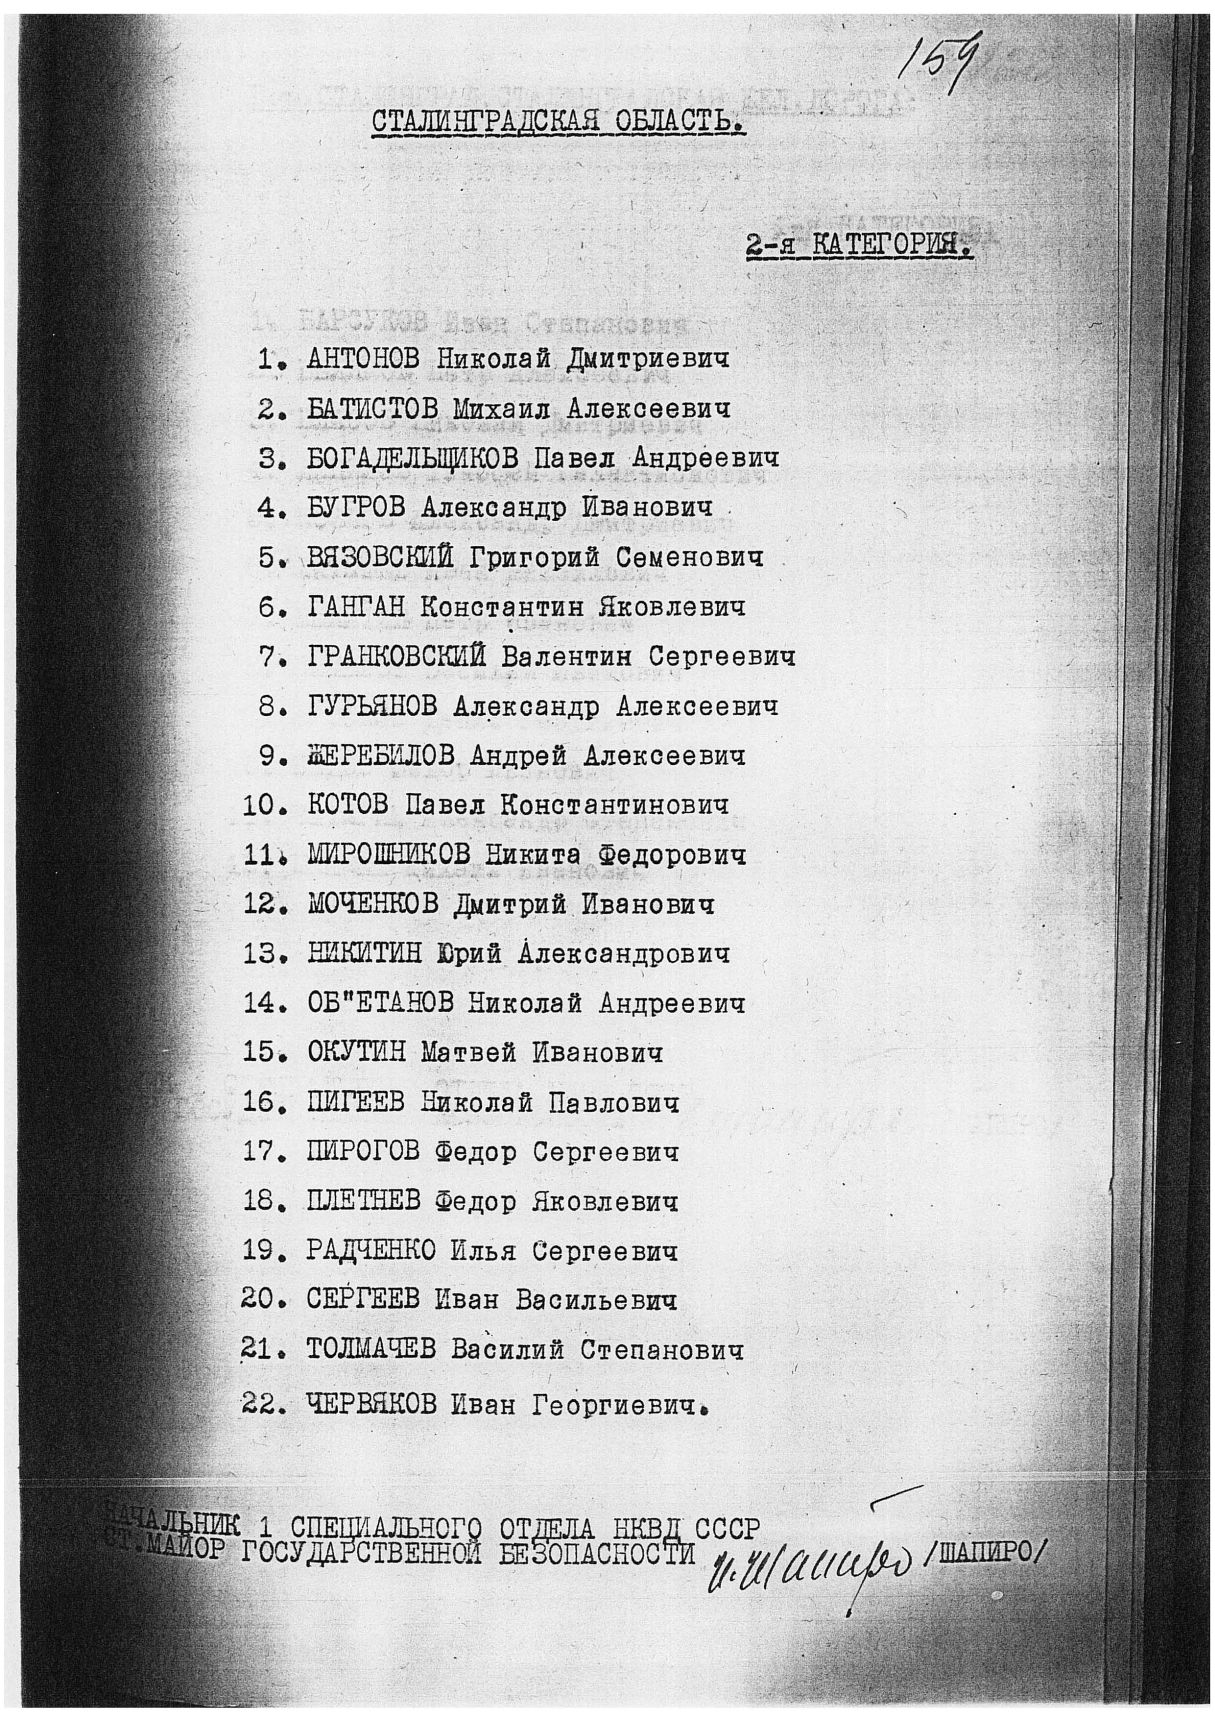 159
СТАЛИНГРАДСКАЯ ОБЛАСТЬ.
2-я КАТЕГОРИЯ.
1. АНТОНОВ Николай Дмитриевич
2. БАТИСТОВ Михаил Алексеевич
3. БОГАДЕЛЬЩИКОВ Павел Андреевич
4. БУГРОВ Александр Иванович
5. ВЯЗОВСКИЙ Григорий Семенович
6. ГАНГАН Константин Яковлевич
7. ГРАНКОВСКИЙ Валентин Сергеевич
8. ГУРЬЯНОВ Александр Алексеевич
9. ЖЕРЕБИЛОВ Андрей Алексеевич
10. КОТОВ Павел Константинович
11. МИРОШНИКОВ Никита Федорович
12. МОЧЕНКОВ Дмитрий Иванович
13. НИКИТИН Юрий Александрович
14. ОБ"ЕТАНОВ Николай Андреевич
15. ОКУТИН Матвей Иванович
16. ПИГЕЕВ Николай Павлович
17. ПИРОГОВ Федор Сергеевич
18. ПЛЕТНЕВ Федор Яковлевич
19. РАДЧЕНКО Илья Сергеевич
20. СЕРГЕЕВ Иван Васильевич
21. ТОЛМАЧЕВ Василий Степанович
22. ЧЕРВЯКОВ Иван Георгиевич.
НАЧАЛЬНИК 1 СПЕЦИАЛЬНОГО ОТДЕЛА НКВД СССР
СТ.МАЙОР ГОСУДАРСТВЕННОЙ БЕЗОПАСНОСТИ И.Шапиро /ШАПИРО/